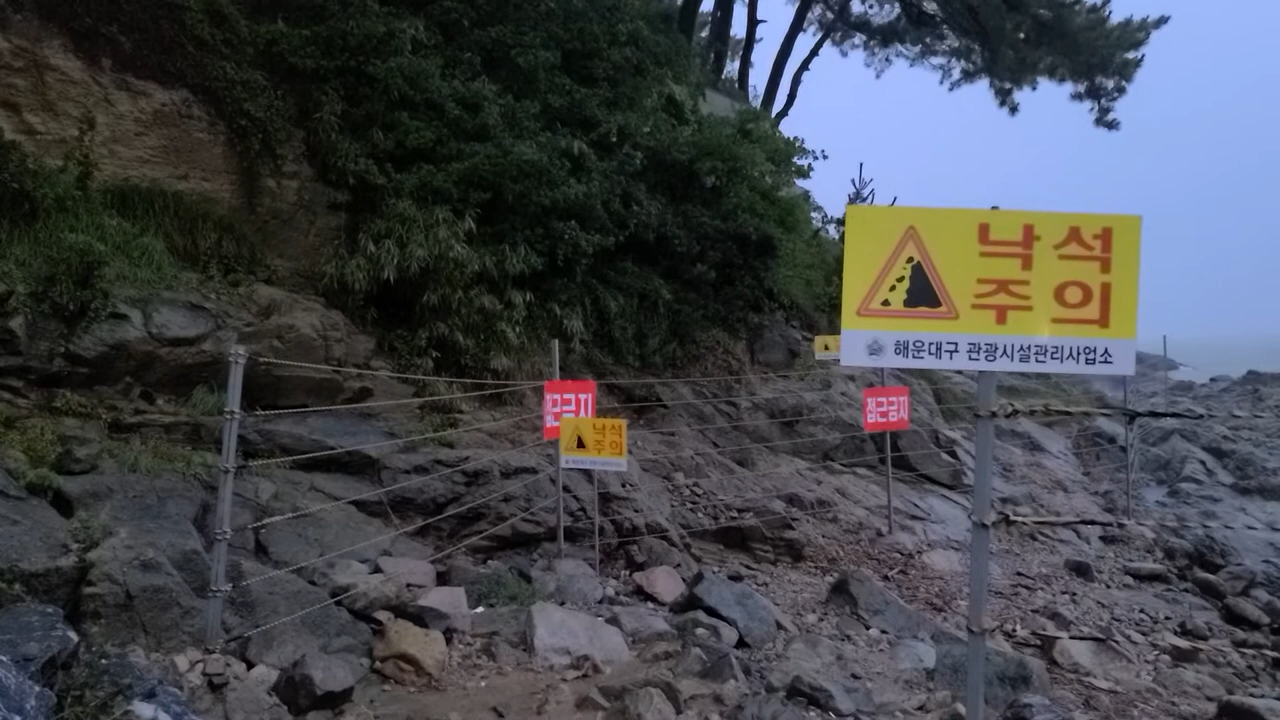 낙석
주의
해운대구 관광시설관리사업소
접근금지
낙석
주의
접근금지